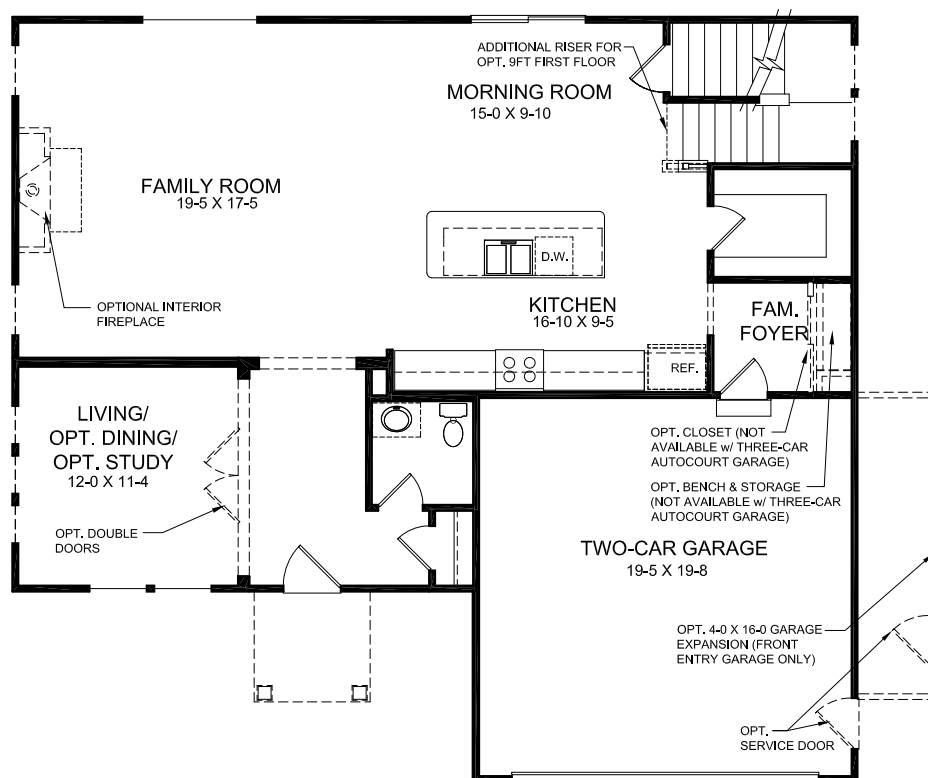 ADDITIONAL RISER FOR
OPT. 9FT FIRST FLOOR
MORNING ROOM
15-0 X 9-10
FAMILY ROOM
19-5 X 17-5
D.W.
OPTIONAL INTERIOR
FIREPLACE
KITCHEN
16-10 X 9-5
FAM.
FOYER
REF.
LIVING/
OPT. DINING/
OPT. STUDY
12-0 X 11-4
OPT. CLOSET (NOT
AVAILABLE w/ THREE-CAR
AUTOCOURT GARAGE)
OPT. BENCH & STORAGE
(NOT AVAILABLE w/ THREE-CAR
AUTOCOURT GARAGE)
OPT. DOUBLE
DOORS
TWO-CAR GARAGE
19-5 X 19-8
OPT. 4-0 X 16-0 GARAGE
EXPANSION (FRONT
ENTRY GARAGE ONLY)
OPT.
SERVICE DOOR